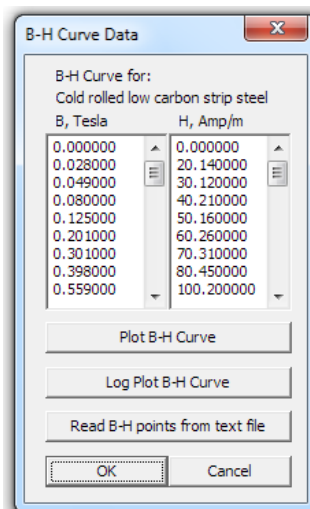 B-H Curve Data
B-H Curve for:
Cold rolled low carbon strip steel
B, Tesla H, Amp/m
0.000000 0.000000
0.028000 20.140000
0.049000 30.120000
0.080000 40.210000
0.125000 50.160000
0.201000 60.260000
0.301000 70.310000
0.398000 80.450000
0.559000 100.200000
Plot B-H Curve
Log Plot B-H Curve
Read B-H points from text file
OK Cancel